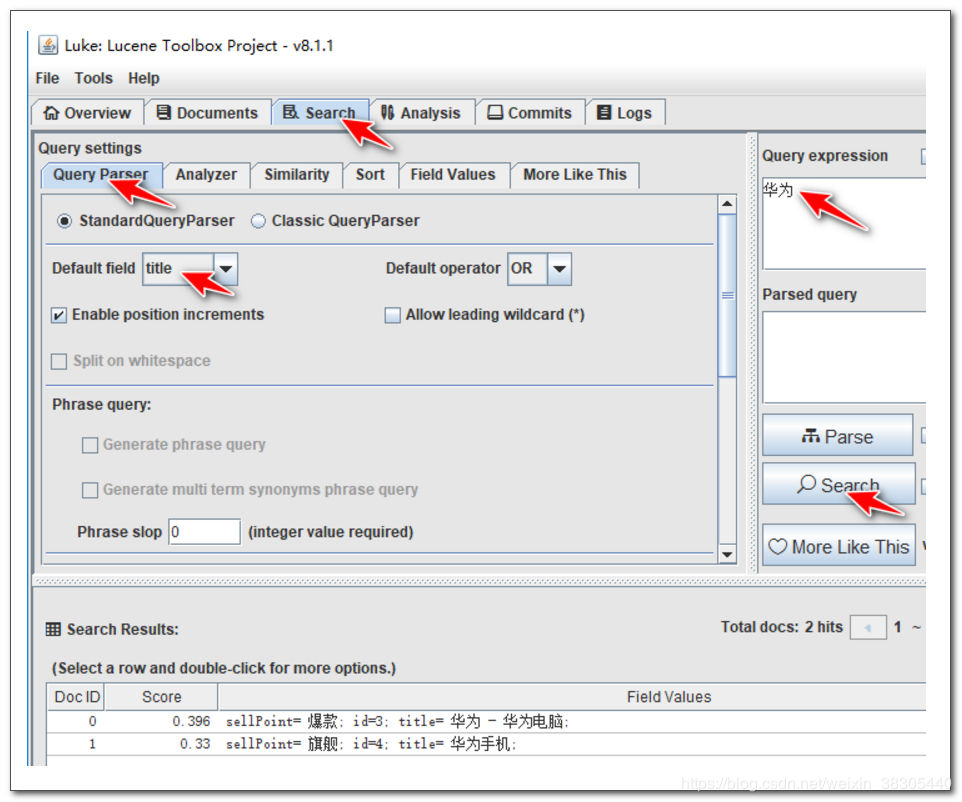 Luke: Lucene Toolbox Project - v8.1.1
File Tools Help
Overview Documents Search Analysis Commits Logs
Query settings
Query Parser Analyzer Similarity Sort Field Values More Like This
StandardQueryParser Classic QueryParser
Default field title Default operator OR
Enable position increments Allow leading wildcard (*)
Split on whitespace
Phrase query:
Generate phrase query
Generate multi term synonyms phrase query
Phrase slop 0 (integer value required)
Query expression
华为
Parsed query
Parse
Search
More Like This
Search Results:
Total docs: 2 hits 1 ~
(Select a row and double-click for more options.)
Doc ID Score Field Values
0 0.396 sellPoint= 爆款; id=3; title= 华为 - 华为电脑;
1 0.33 sellPoint= 旗舰; id=4; title= 华为手机;
https://blog.csdn.net/weixin_38305440